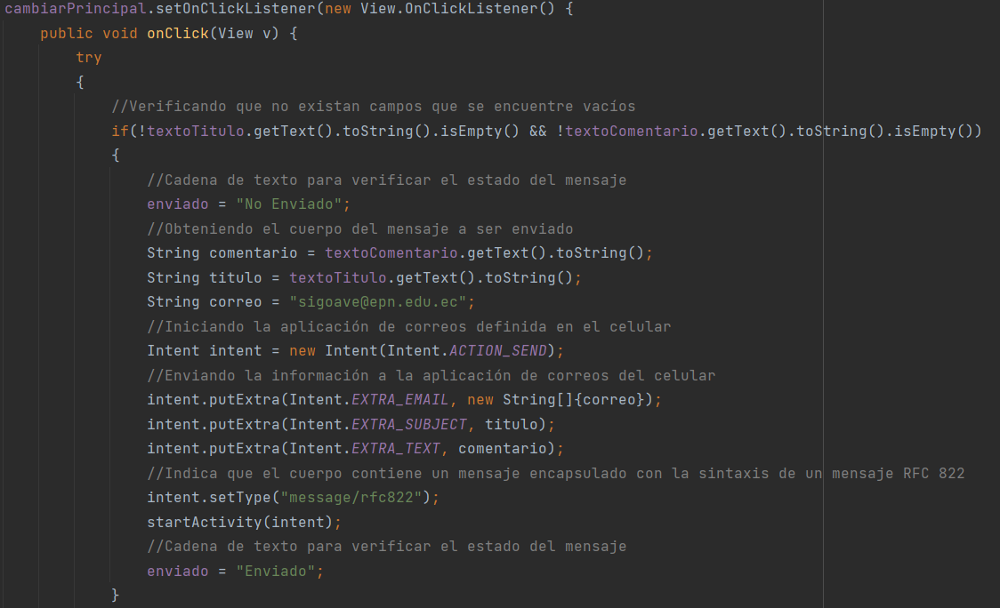 cambiarPrincipal.setOnClickListener(new View.OnClickListener() {
    public void onClick(View v) {
        try
        {
            //Verificando que no existan campos que se encuentre vacíos
            if(!textoTitulo.getText().toString().isEmpty() && !textoComentario.getText().toString().isEmpty())
            {
                //Cadena de texto para verificar el estado del mensaje
                enviado = "No Enviado";
                //Obteniendo el cuerpo del mensaje a ser enviado
                String comentario = textoComentario.getText().toString();
                String titulo = textoTitulo.getText().toString();
                String correo = "sigoave@epn.edu.ec";
                //Iniciando la aplicación de correos definida en el celular
                Intent intent = new Intent(Intent.ACTION_SEND);
                //Enviando la información a la aplicación de correos del celular
                intent.putExtra(Intent.EXTRA_EMAIL, new String[]{correo});
                intent.putExtra(Intent.EXTRA_SUBJECT, titulo);
                intent.putExtra(Intent.EXTRA_TEXT, comentario);
                //Indica que el cuerpo contiene un mensaje encapsulado con la sintaxis de un mensaje RFC 822
                intent.setType("message/rfc822");
                startActivity(intent);
                //Cadena de texto para verificar el estado del mensaje
                enviado = "Enviado";
            }